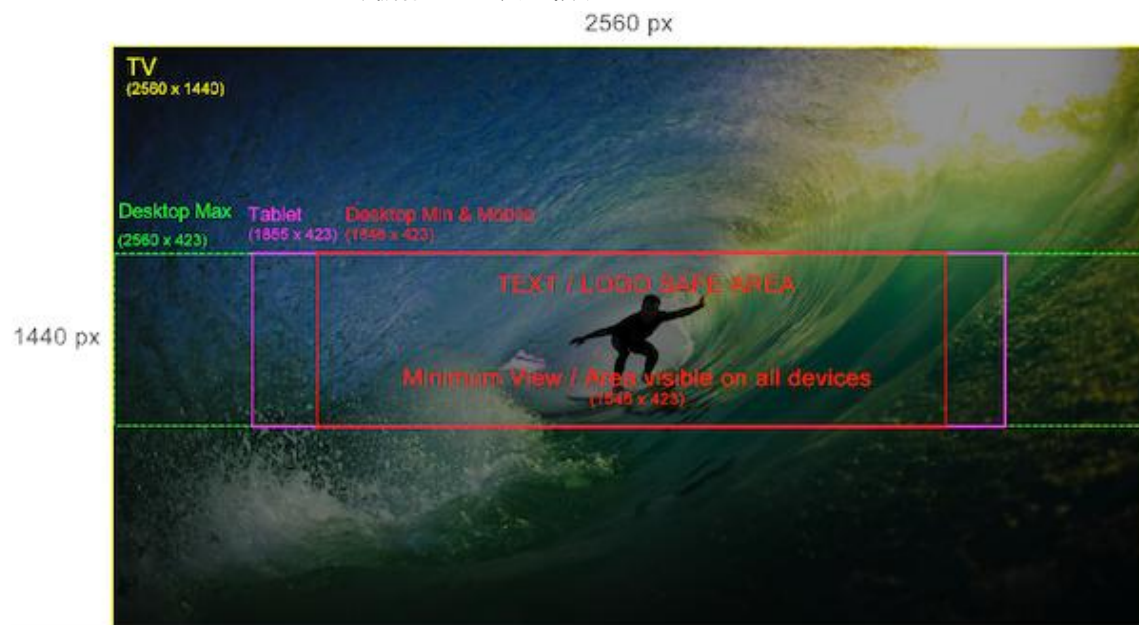 2560 px
TV
(2560 x 1440)
Desktop Max
(2560 x 423)
Tablet
(1855 x 423)
Desktop Min & Mobile
(1546 x 423)
TEXT / LOGO SAFE AREA
1440 px
Minimum View / Area visible on all devices
(1546 x 423)